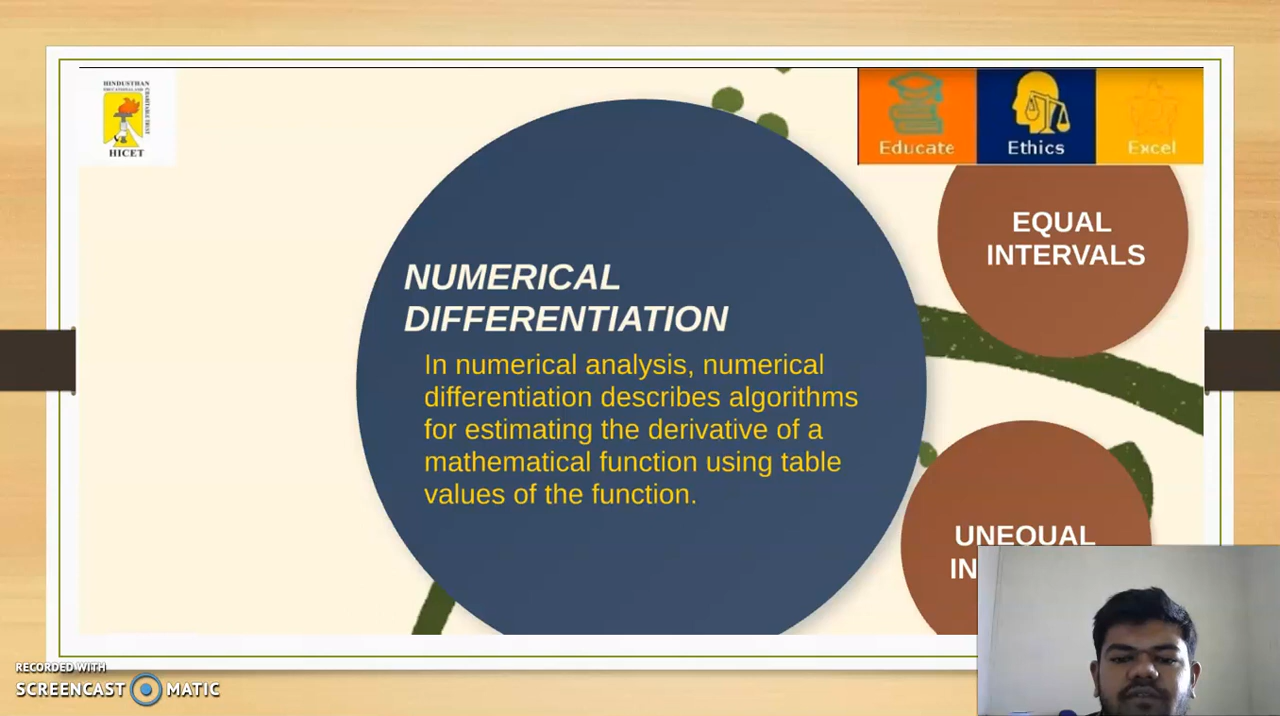 HINDUSTHAN
HICET
Educate
Ethics
Excel
EQUAL
INTERVALS
NUMERICAL
DIFFERENTIATION
In numerical analysis, numerical
differentiation describes algorithms
for estimating the derivative of a
mathematical function using table
values of the function.
UNEQUAL
IN
RECORDED WITH
SCREENCAST MATIC